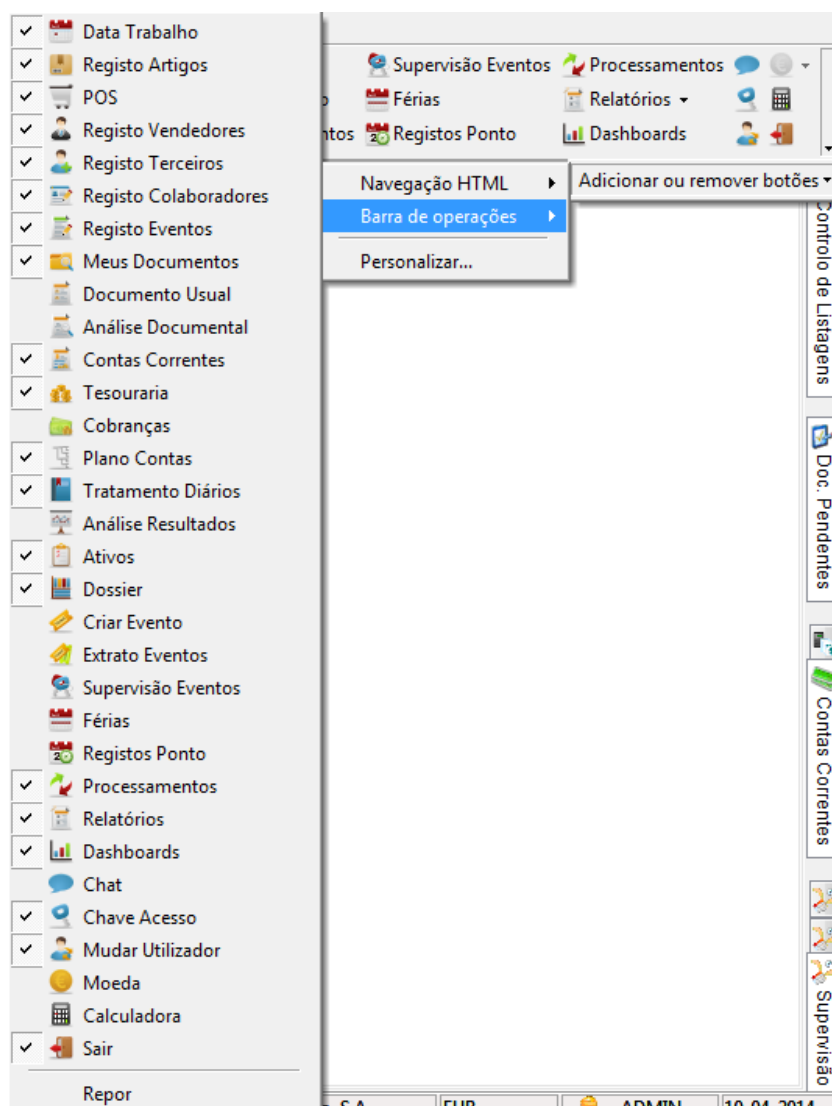 Data Trabalho
Registo Artigos
POS
Registo Vendedores
Registo Terceiros
Registo Colaboradores
Registo Eventos
Meus Documentos
Documento Usual
Análise Documental
Contas Correntes
Tesouraria
Cobranças
Plano Contas
Tratamento Diários
Análise Resultados
Ativos
Dossier
Criar Evento
Extrato Eventos
Supervisão Eventos
Férias
Registos Ponto
Processamentos
Relatórios
Dashboards
Chat
Chave Acesso
Mudar Utilizador
Moeda
Calculadora
Sair
Repor
Supervisão Eventos Processamentos
Férias Relatórios
ntos Registos Ponto Dashboards
Navegação HTML
Barra de operações
Personalizar...
Adicionar ou remover botões
Controlo de Listagens
Doc. Pendentes
Contas Correntes
Supervisão
S.A. EUR ADMIN 10-04-2014